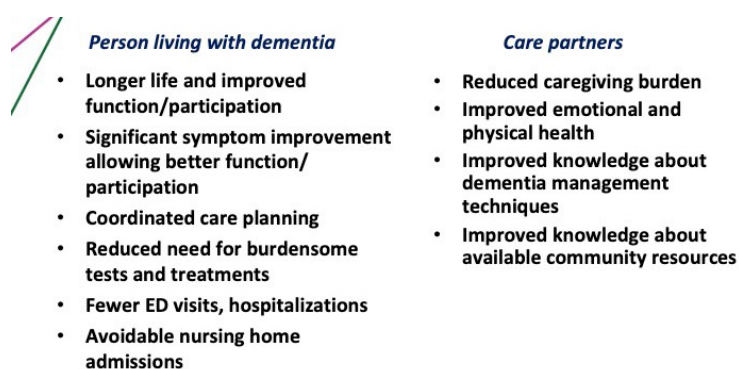 Person living with dementia
• Longer life and improved
function/participation
• Significant symptom improvement
allowing better function/
participation
• Coordinated care planning
• Reduced need for burdensome
tests and treatments
• Fewer ED visits, hospitalizations
• Avoidable nursing home
admissions
Care partners
• Reduced caregiving burden
• Improved emotional and
physical health
• Improved knowledge about
dementia management
techniques
• Improved knowledge about
available community resources